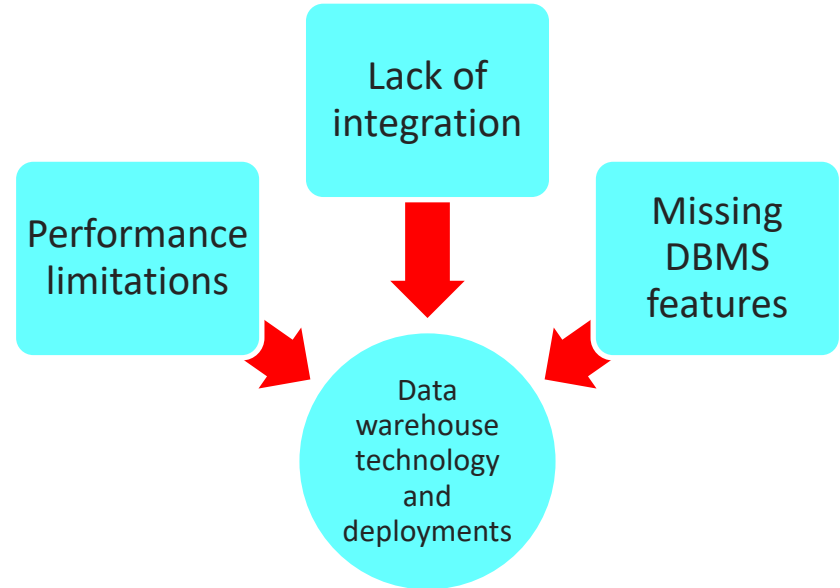 Lack of
integration
Performance
limitations
Missing
DBMS
features
Data
warehouse
technology
and
deployments